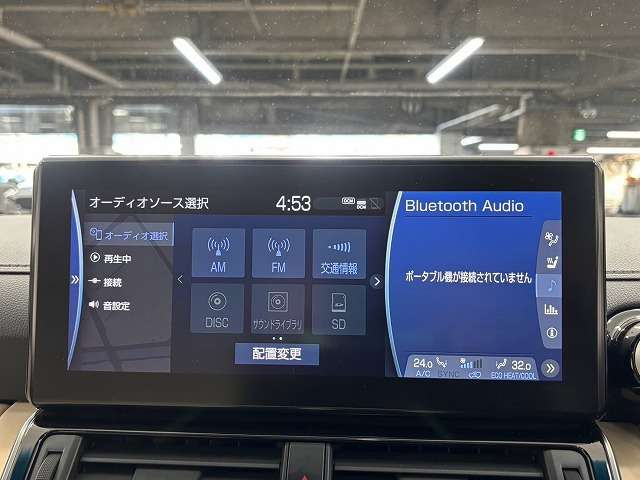 オーディオソース選択
4:53
DCM
Bluetooth Audio
オーディオ選択
再生中
接続
音設定
AM
FM
交通情報
DISC
サウンドライブラリ
SD
配置変更
ポータブル機が接続されていません
24.0
A/C
SYNC
32.0
ECO HEAT/COOL